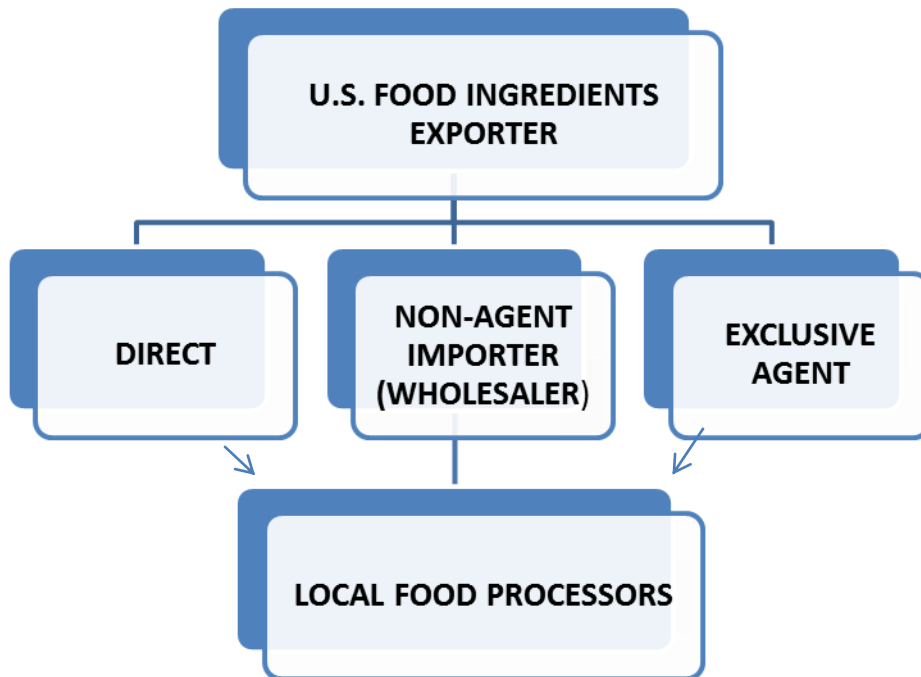 U.S. FOOD INGREDIENTS
EXPORTER
DIRECT
NON-AGENT
IMPORTER
(WHOLESALER)
EXCLUSIVE
AGENT
LOCAL FOOD PROCESSORS